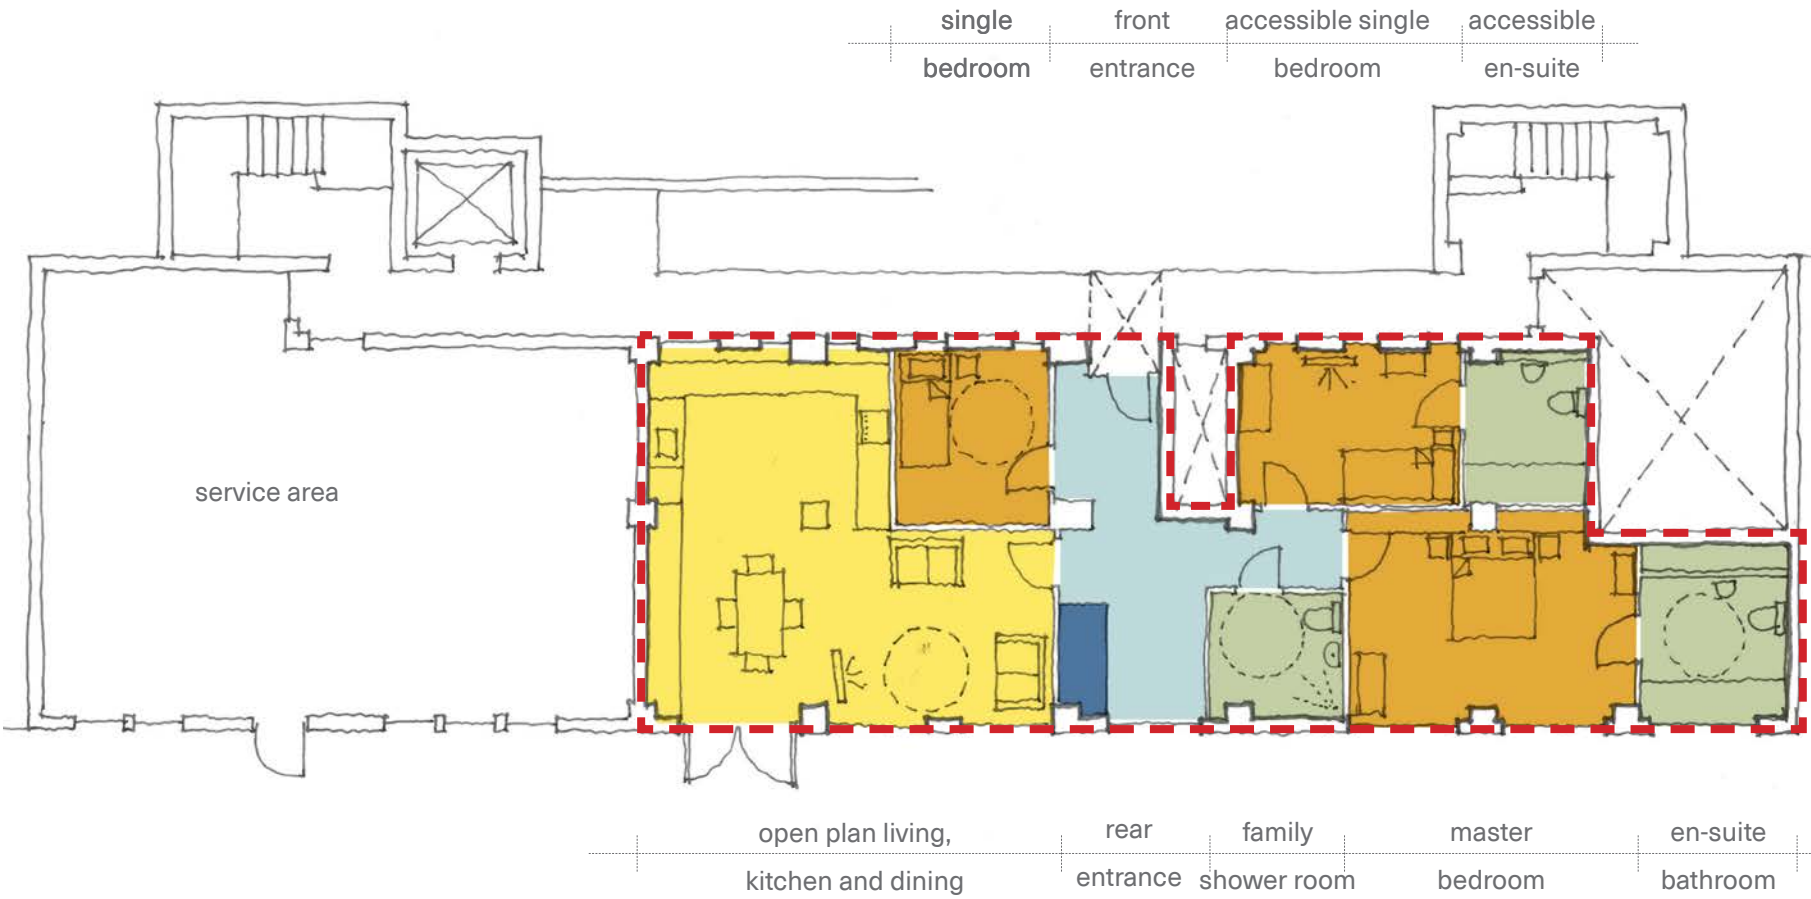 single front accessible single accessible
bedroom entrance bedroom en-suite
service area
open plan living, rear family master en-suite
kitchen and dining entrance shower room bedroom bathroom